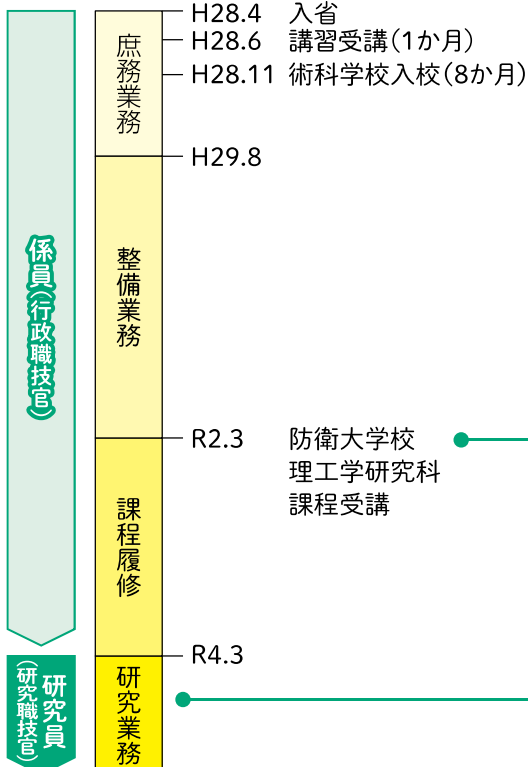 係員(行政職技官)
研究員
(研究職技官)
庶務業務
整備業務
課程履修
研究業務
H28.4 入省
H28.6 講習受講(1か月)
H28.11 術科学校入校(8か月)
H29.8
R2.3 防衛大学校
理工学研究科
課程受講
R4.3